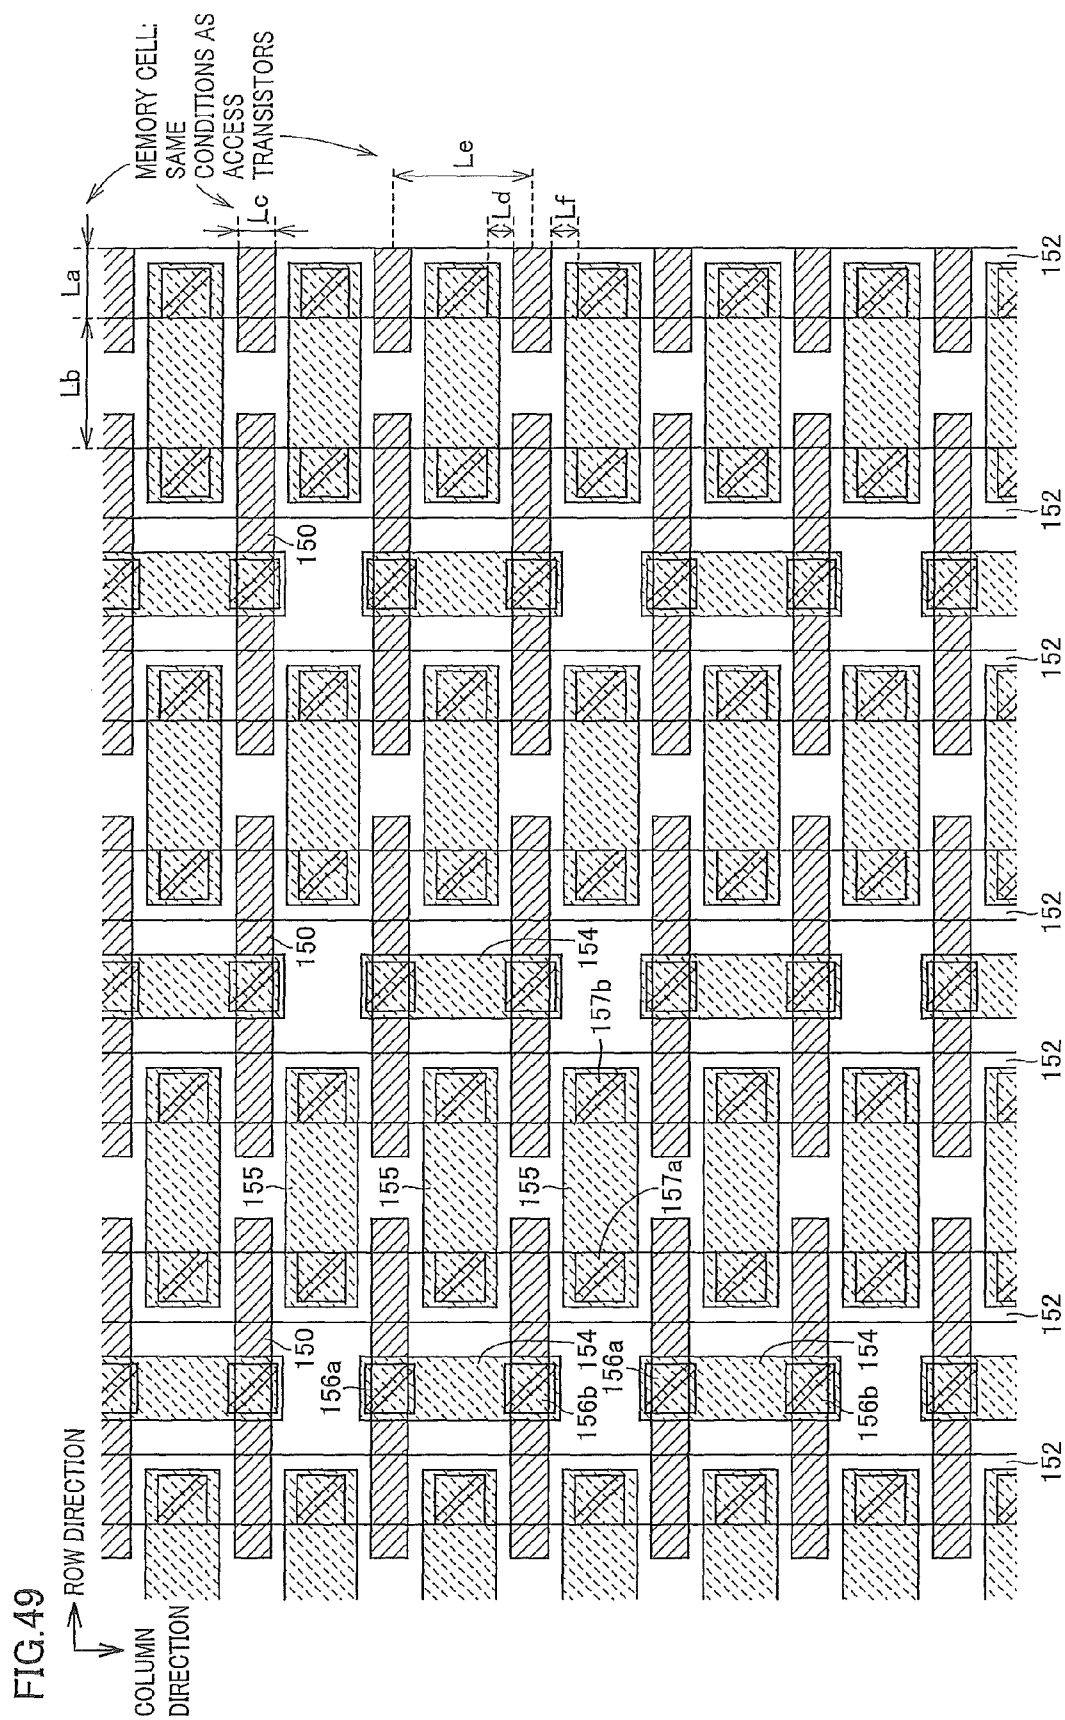 FIG.49
ROW DIRECTION
COLUMN
DIRECTION
MEMORY CELL:
SAME
CONDITIONS AS
ACCESS
TRANSISTORS
La
Lb
Lc
Le
Ld
Lf
150
150
150
155
155
155
154
154
154
156a
156b
156a
156b
157a
157b
152
152
152
152
152
152
152